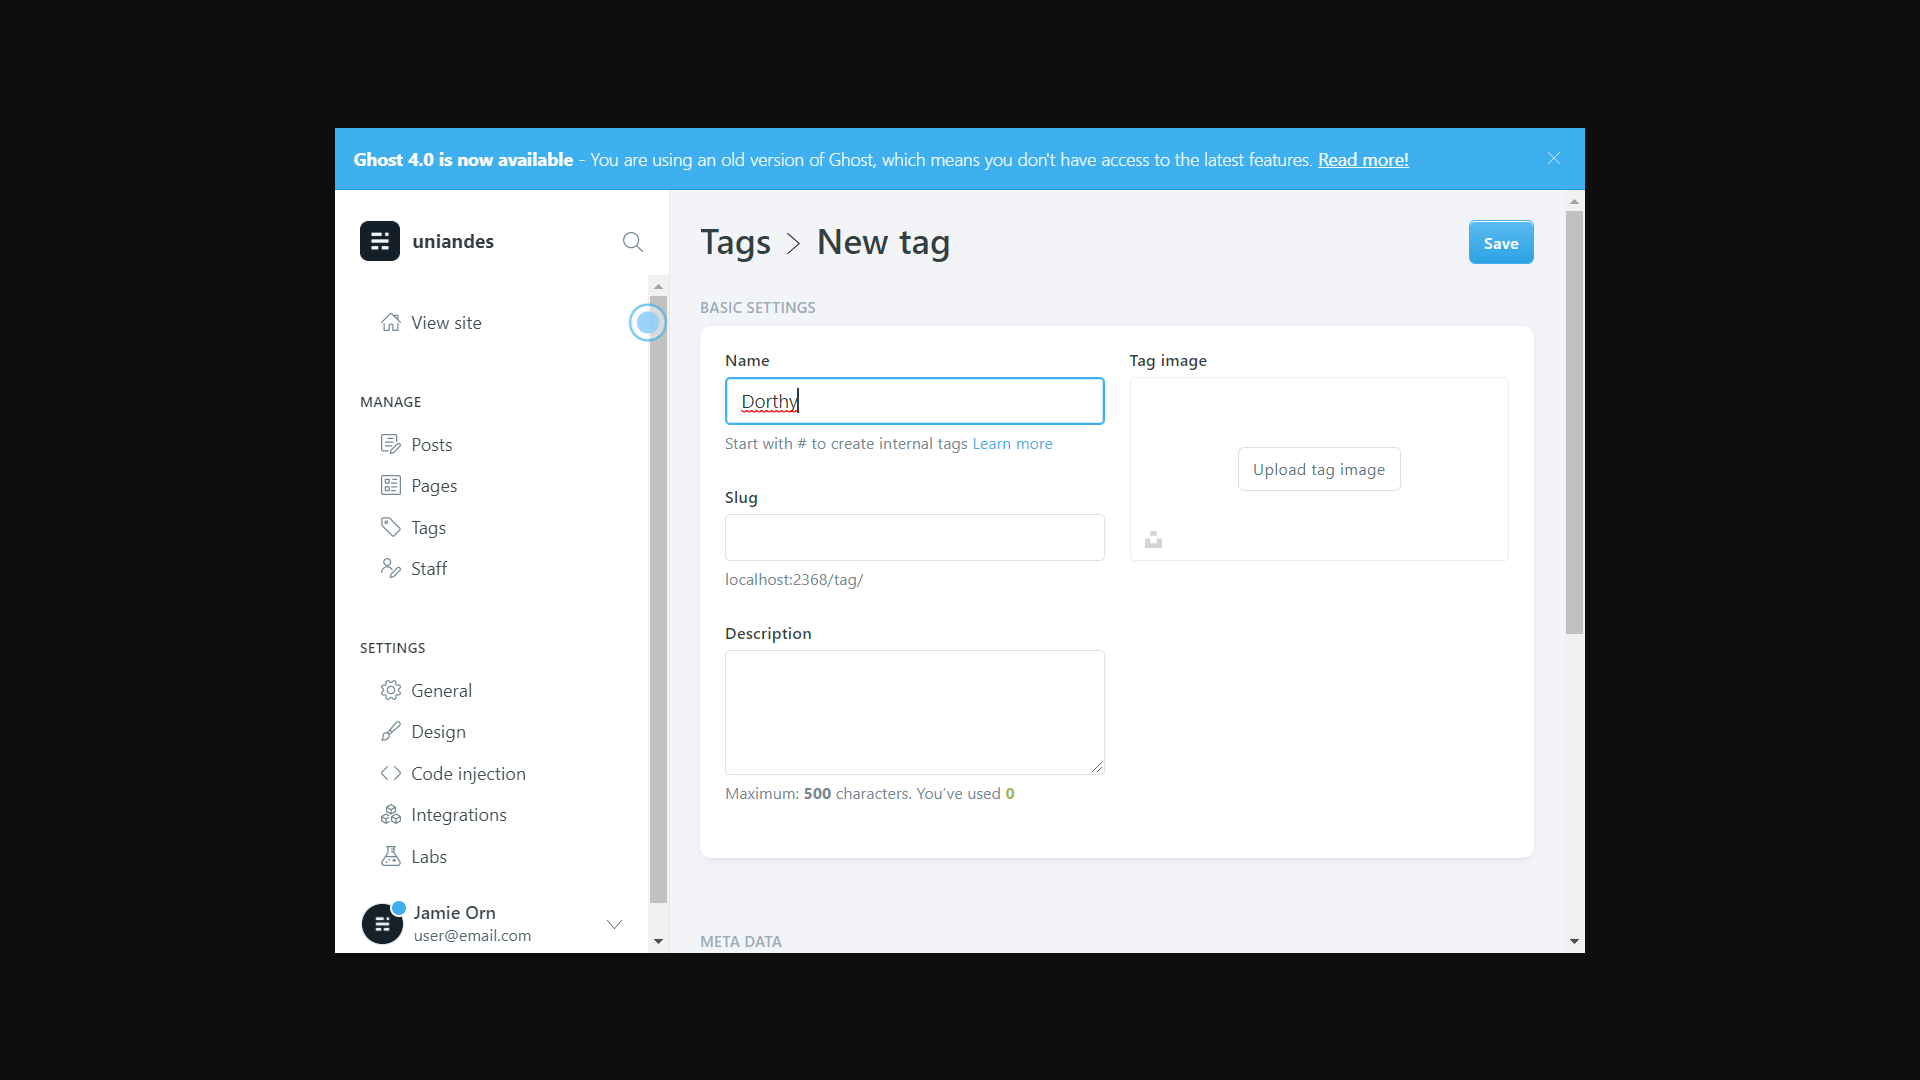 Ghost 4.0 is now available - You are using an old version of Ghost, which means you don't have access to the latest features. Read more!
uniandes
View site
MANAGE
Posts
Pages
Tags
Staff
SETTINGS
General
Design
Code injection
Integrations
Labs
Jamie Orn
user@email.com
Tags > New tag
Save
BASIC SETTINGS
Name
Dorthy
Start with # to create internal tags Learn more
Slug
localhost:2368/tag/
Description
Maximum: 500 characters. You've used 0
Tag image
Upload tag image
META DATA